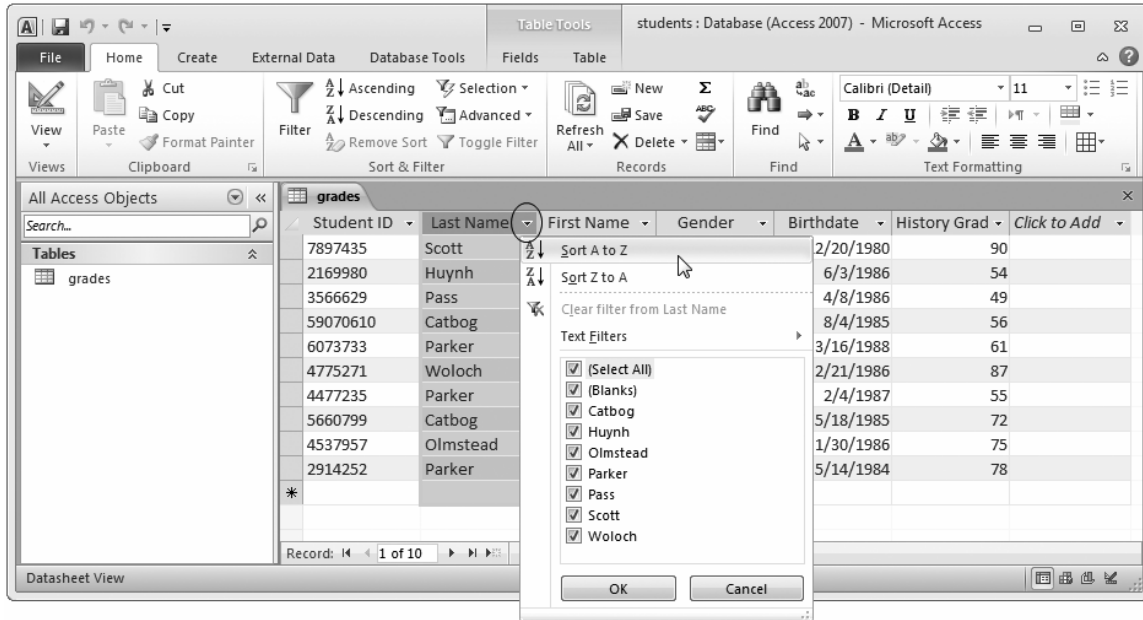 Table Tools students : Database (Access 2007) - Microsoft Access
File Home Create External Data Database Tools Fields Table
View Paste Cut Copy Format Painter
Filter Ascending Descending Remove Sort Selection Advanced Toggle Filter
Refresh All New Save Delete Σ ABC
Find ab ac
Calibri (Detail) 11
B I U A ab
Views Clipboard Sort & Filter Records Find Text Formatting
All Access Objects
Search...
Tables
grades
grades
Student ID Last Name First Name Gender Birthdate History Grad Click to Add
7897435 Scott 2/20/1980 90
2169980 Huynh 6/3/1986 54
3566629 Pass 4/8/1986 49
59070610 Catbog 8/4/1985 56
6073733 Parker 3/16/1988 61
4775271 Woloch 2/21/1986 87
4477235 Parker 2/4/1987 55
5660799 Catbog 5/18/1985 72
4537957 Olmstead 1/30/1986 75
2914252 Parker 5/14/1984 78
Sort A to Z
Sort Z to A
Clear filter from Last Name
Text Filters
(Select All)
(Blanks)
Catbog
Huynh
Olmstead
Parker
Pass
Scott
Woloch
OK Cancel
Record: 1 of 10
Datasheet View